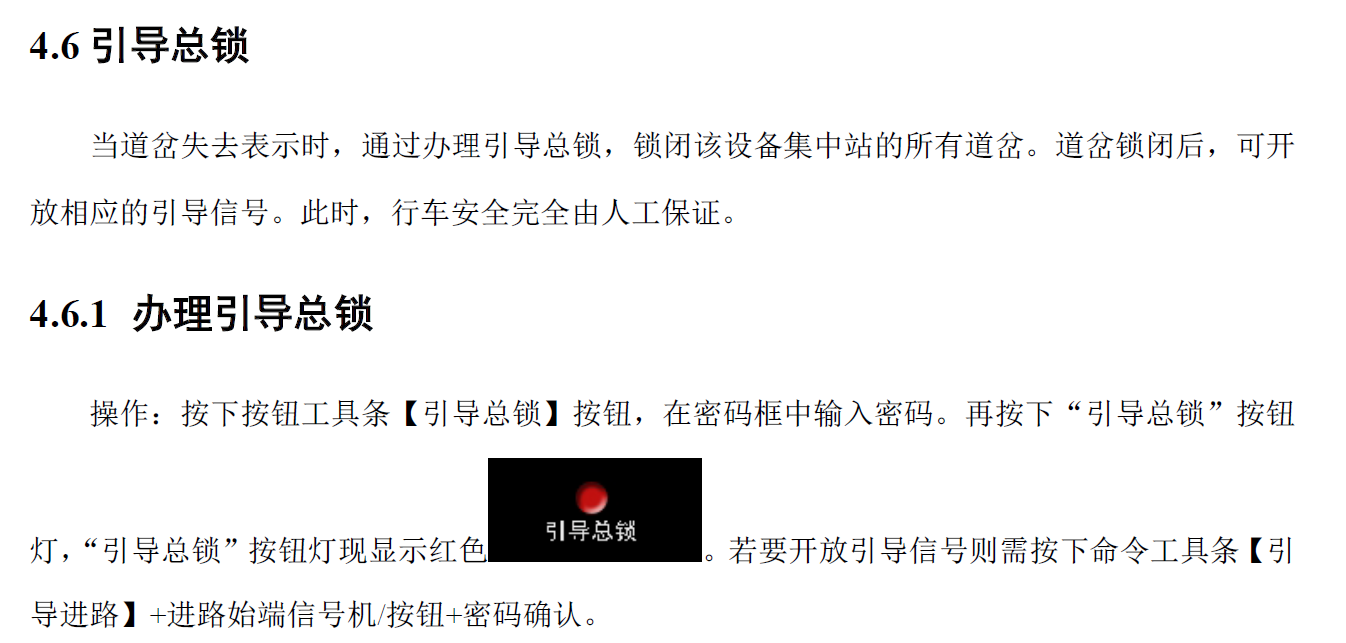 4.6 引导总锁
当道岔失去表示时，通过办理引导总锁，锁闭该设备集中站的所有道岔。道岔锁闭后，可开
放相应的引导信号。此时，行车安全完全由人工保证。
4.6.1 办理引导总锁
操作：按下按钮工具条【引导总锁】按钮，在密码框中输入密码。再按下“引导总锁”按钮
引导总锁
灯，“引导总锁”按钮灯现显示红色。若要开放引导信号则需按下命令工具条【引
导进路】+进路始端信号机/按钮+密码确认。